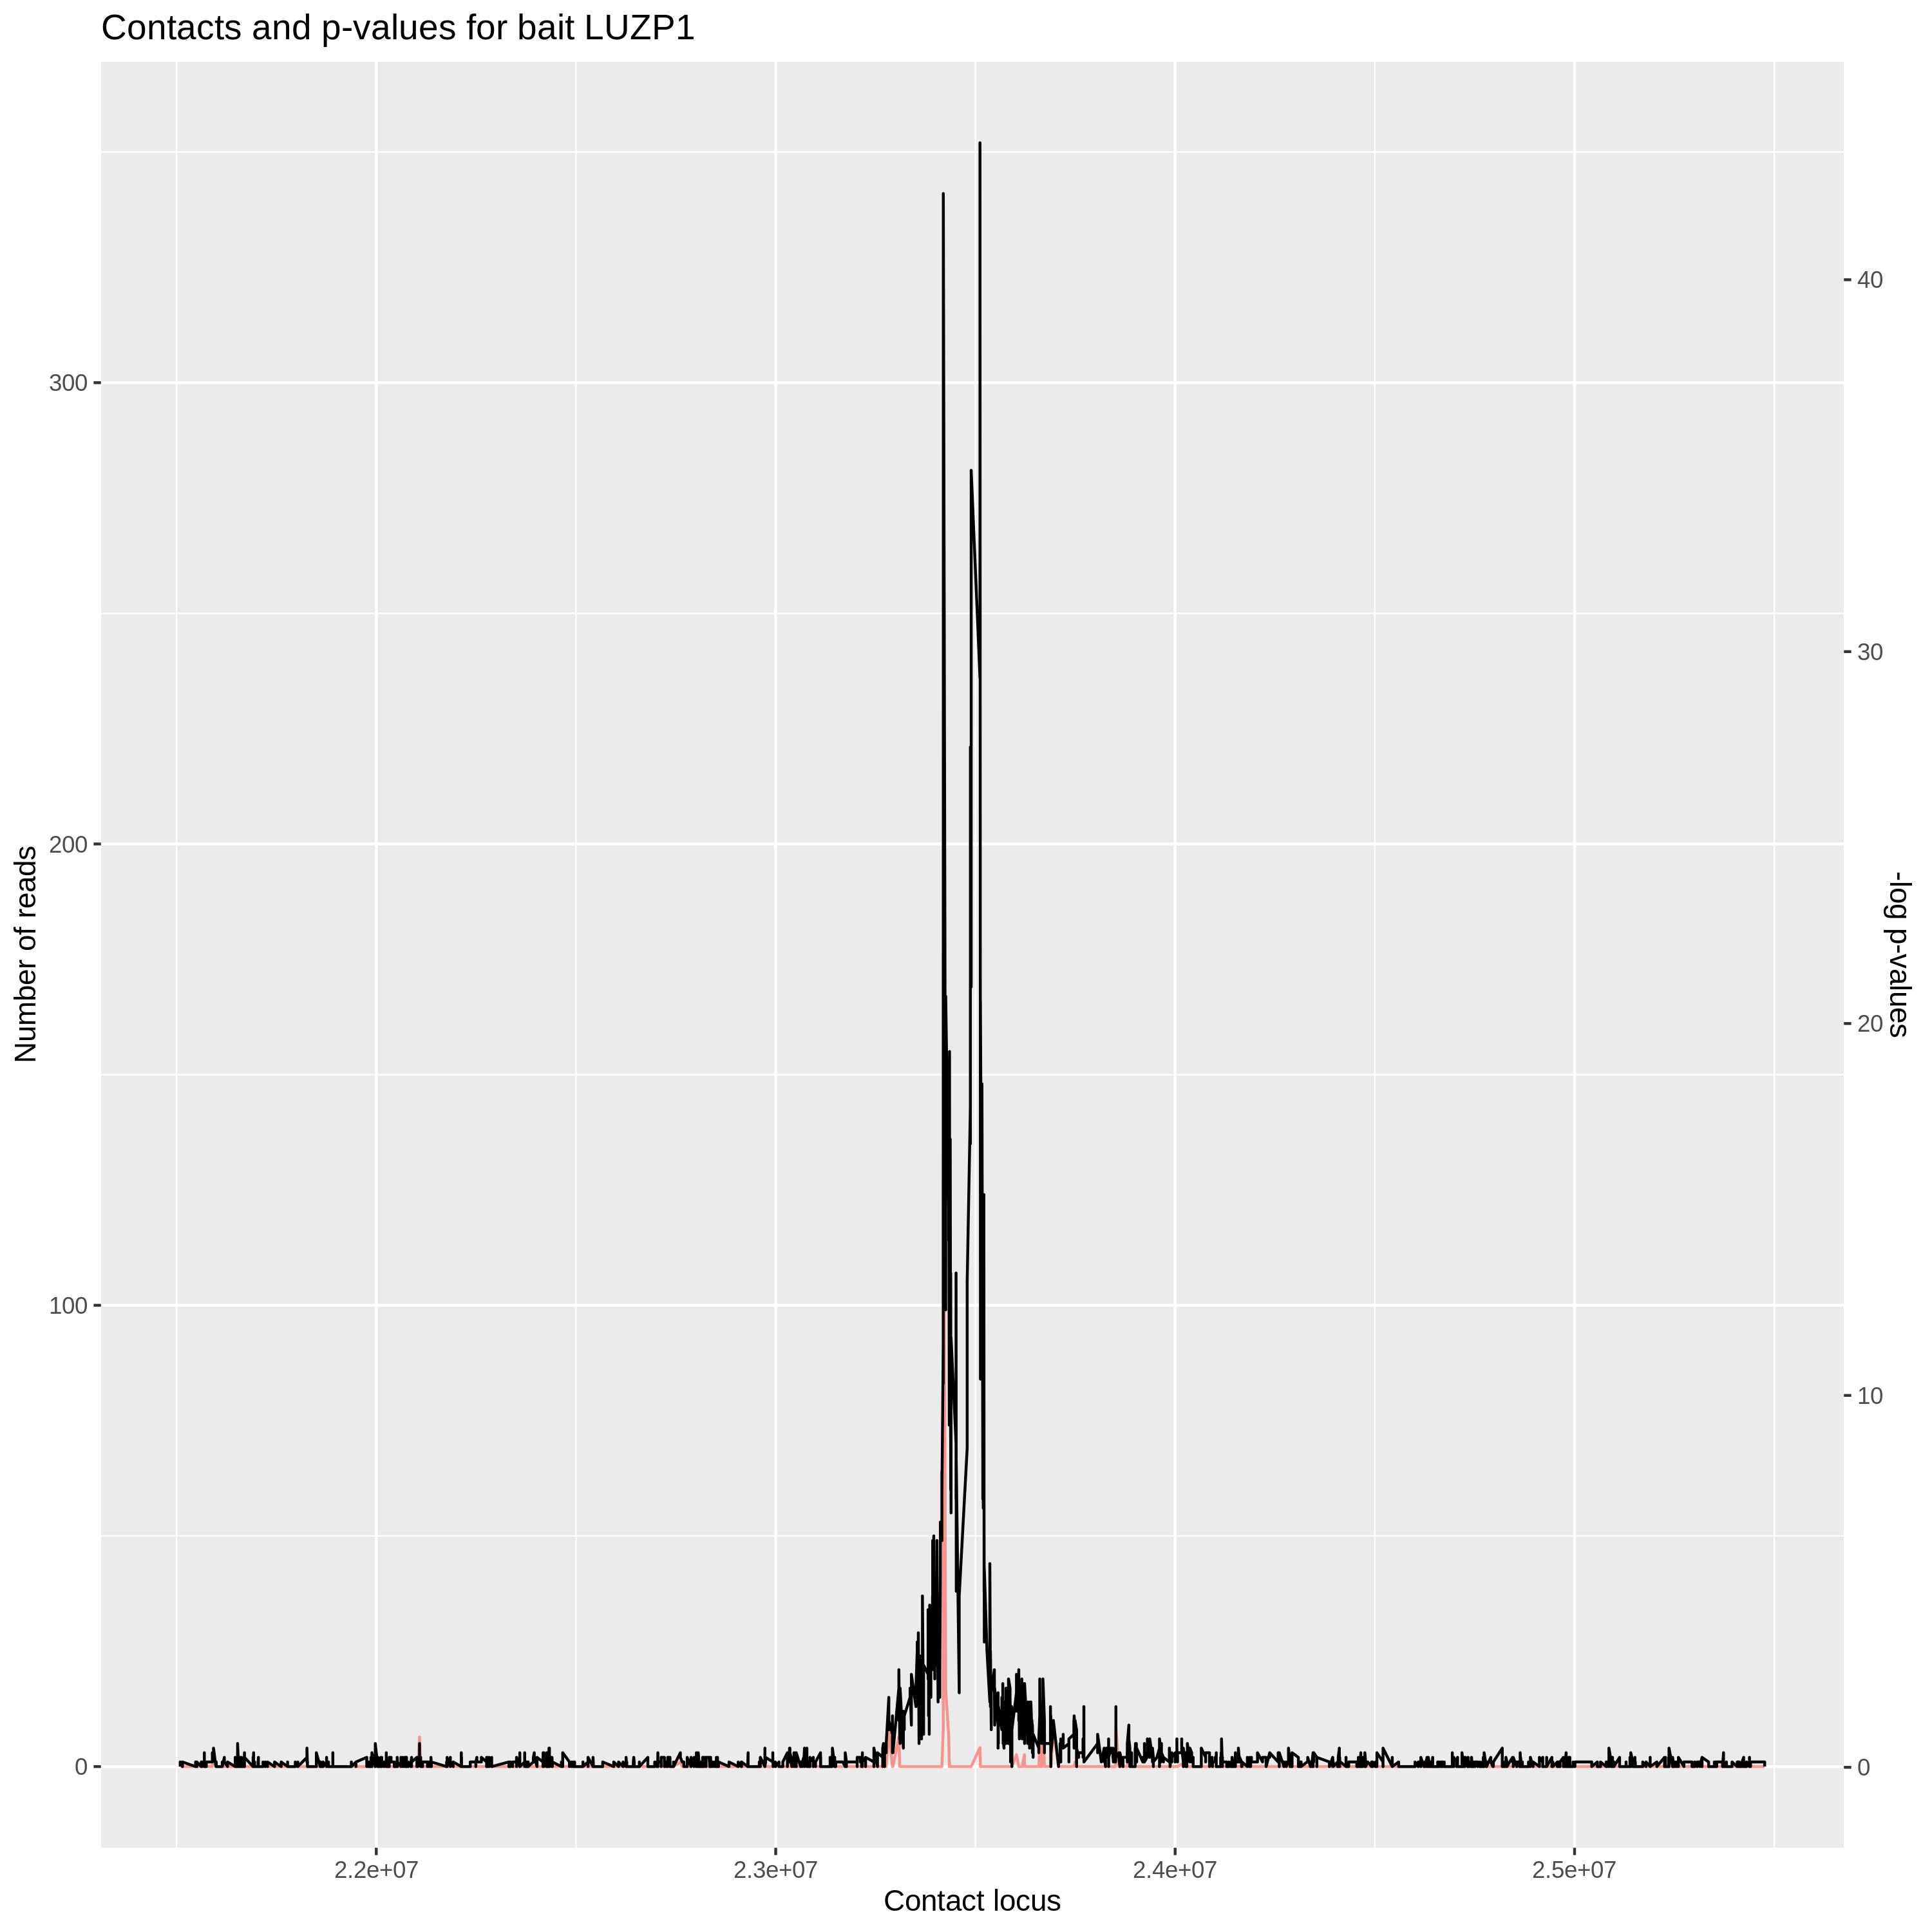 Contacts and p-values for bait LUZP1
Number of reads
300
200
100
0
40
30
20
10
0
-log p-values
2.2e+07
2.3e+07
2.4e+07
2.5e+07
Contact locus